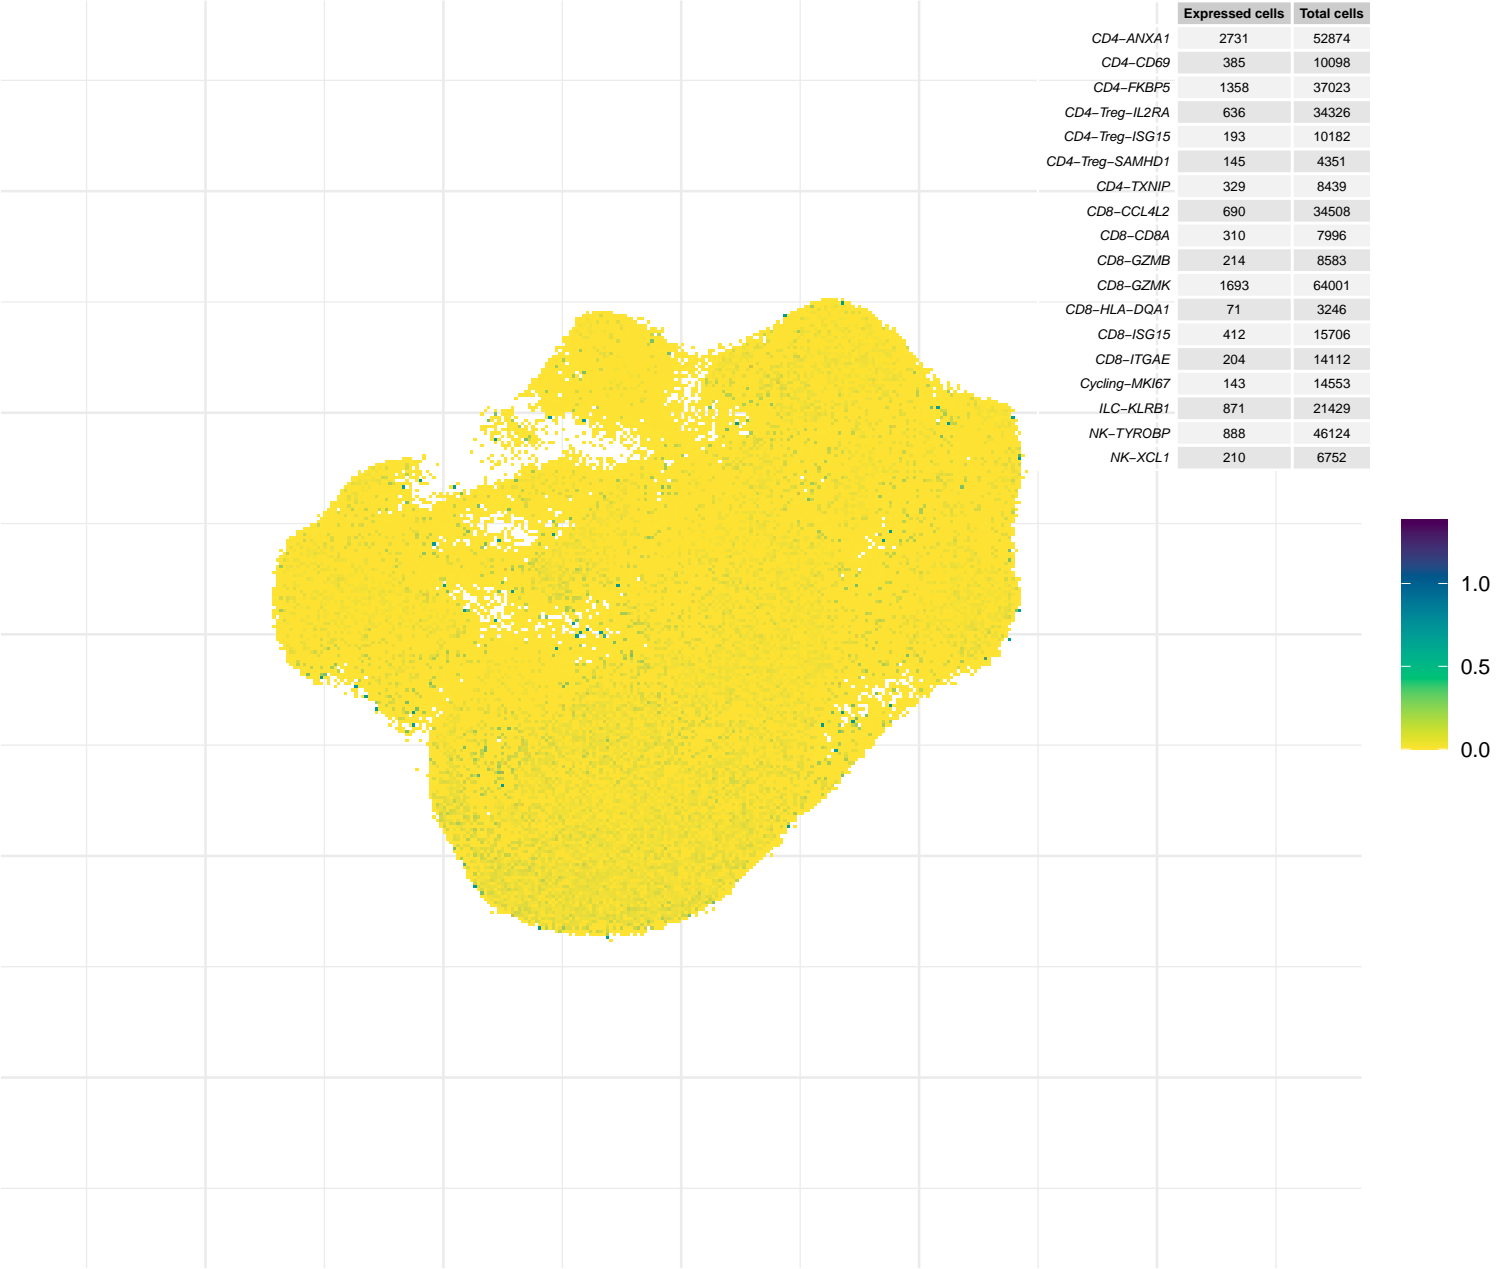 Expressed cells Total cells
CD4−ANXA1 2731 52874
CD4−CD69 385 10098
CD4−FKBP5 1358 37023
CD4−Treg−IL2RA 636 34326
CD4−Treg−ISG15 193 10182
CD4−Treg−SAMHD1 145 4351
CD4−TXNIP 329 8439
CD8−CCL4L2 690 34508
CD8−CD8A 310 7996
CD8−GZMB 214 8583
CD8−GZMK 1693 64001
CD8−HLA−DQA1 71 3246
CD8−ISG15 412 15706
CD8−ITGAE 204 14112
Cycling−MKI67 143 14553
ILC−KLRB1 871 21429
NK−TYROBP 888 46124
NK−XCL1 210 6752
1.0
0.5
0.0